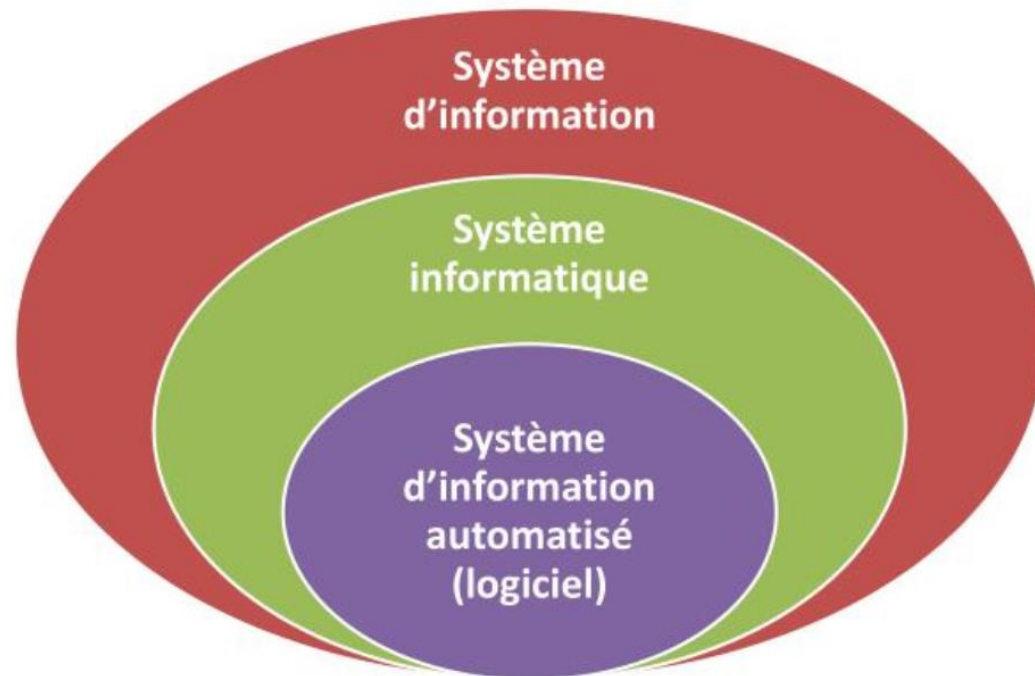 Système
d’information
Système
informatique
Système
d’information
automatisé
(logiciel)